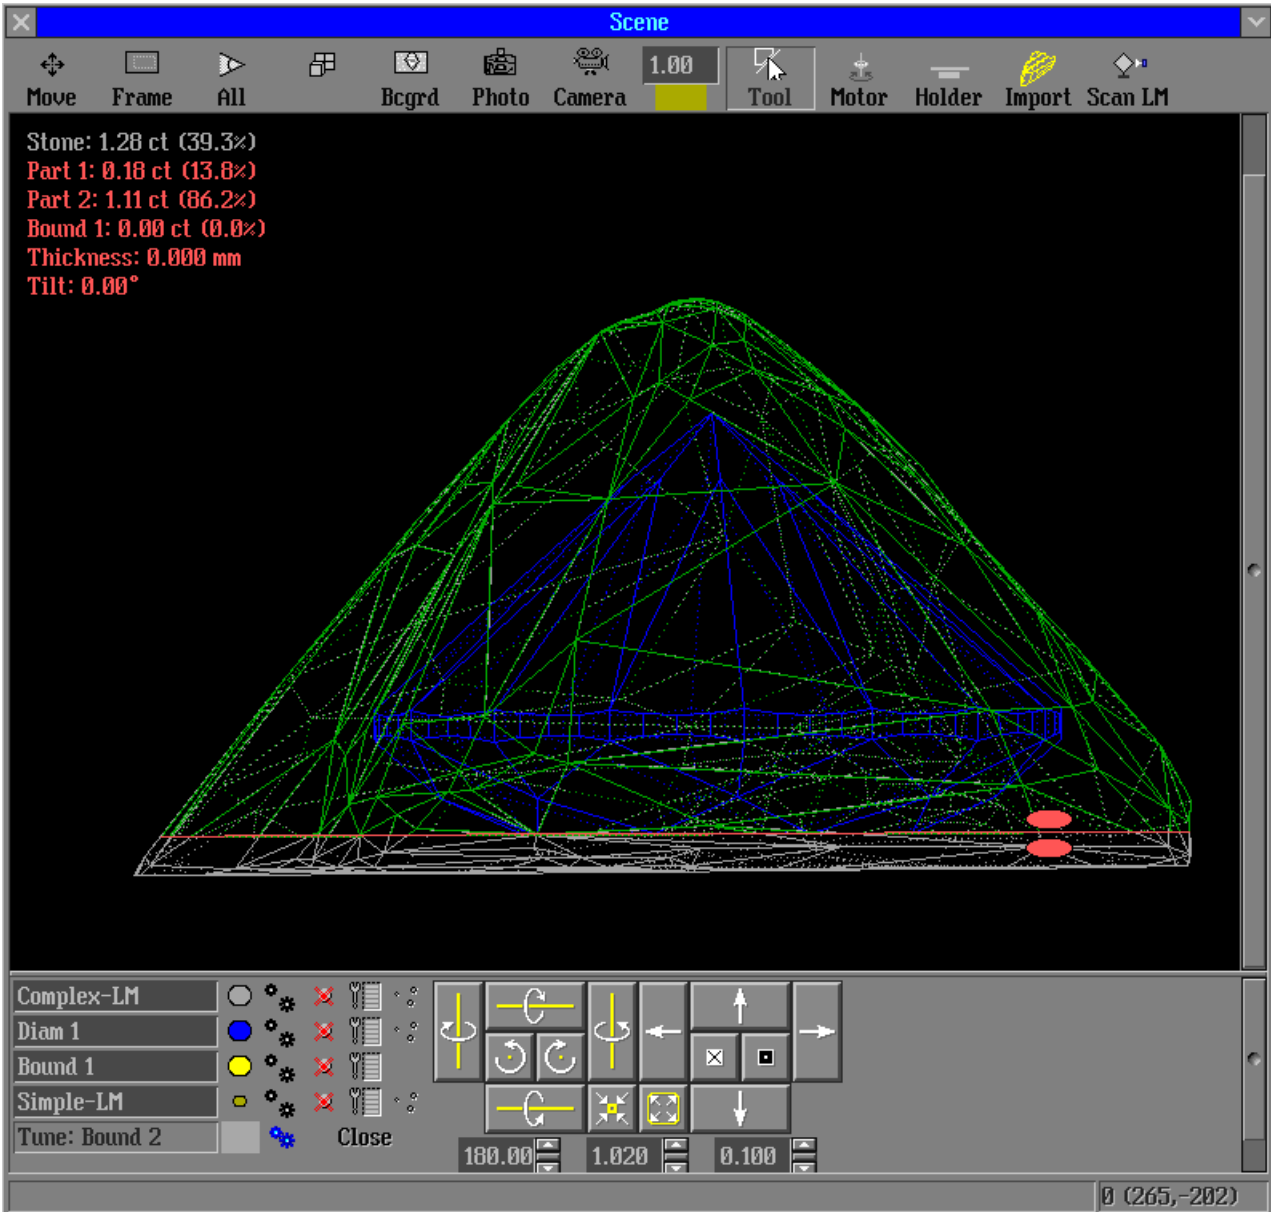 Scene
Move Frame All Bcgrd Photo Camera 1.00 Tool Motor Holder Import Scan LM
Stone: 1.28 ct (39.3%)
Part 1: 0.18 ct (13.8%)
Part 2: 1.11 ct (86.2%)
Bound 1: 0.00 ct (0.0%)
Thickness: 0.000 mm
Tilt: 0.00°
Complex-LM
Diam 1
Bound 1
Simple-LM
Tune: Bound 2 Close
180.00 1.020 0.100
0 (265,-202)